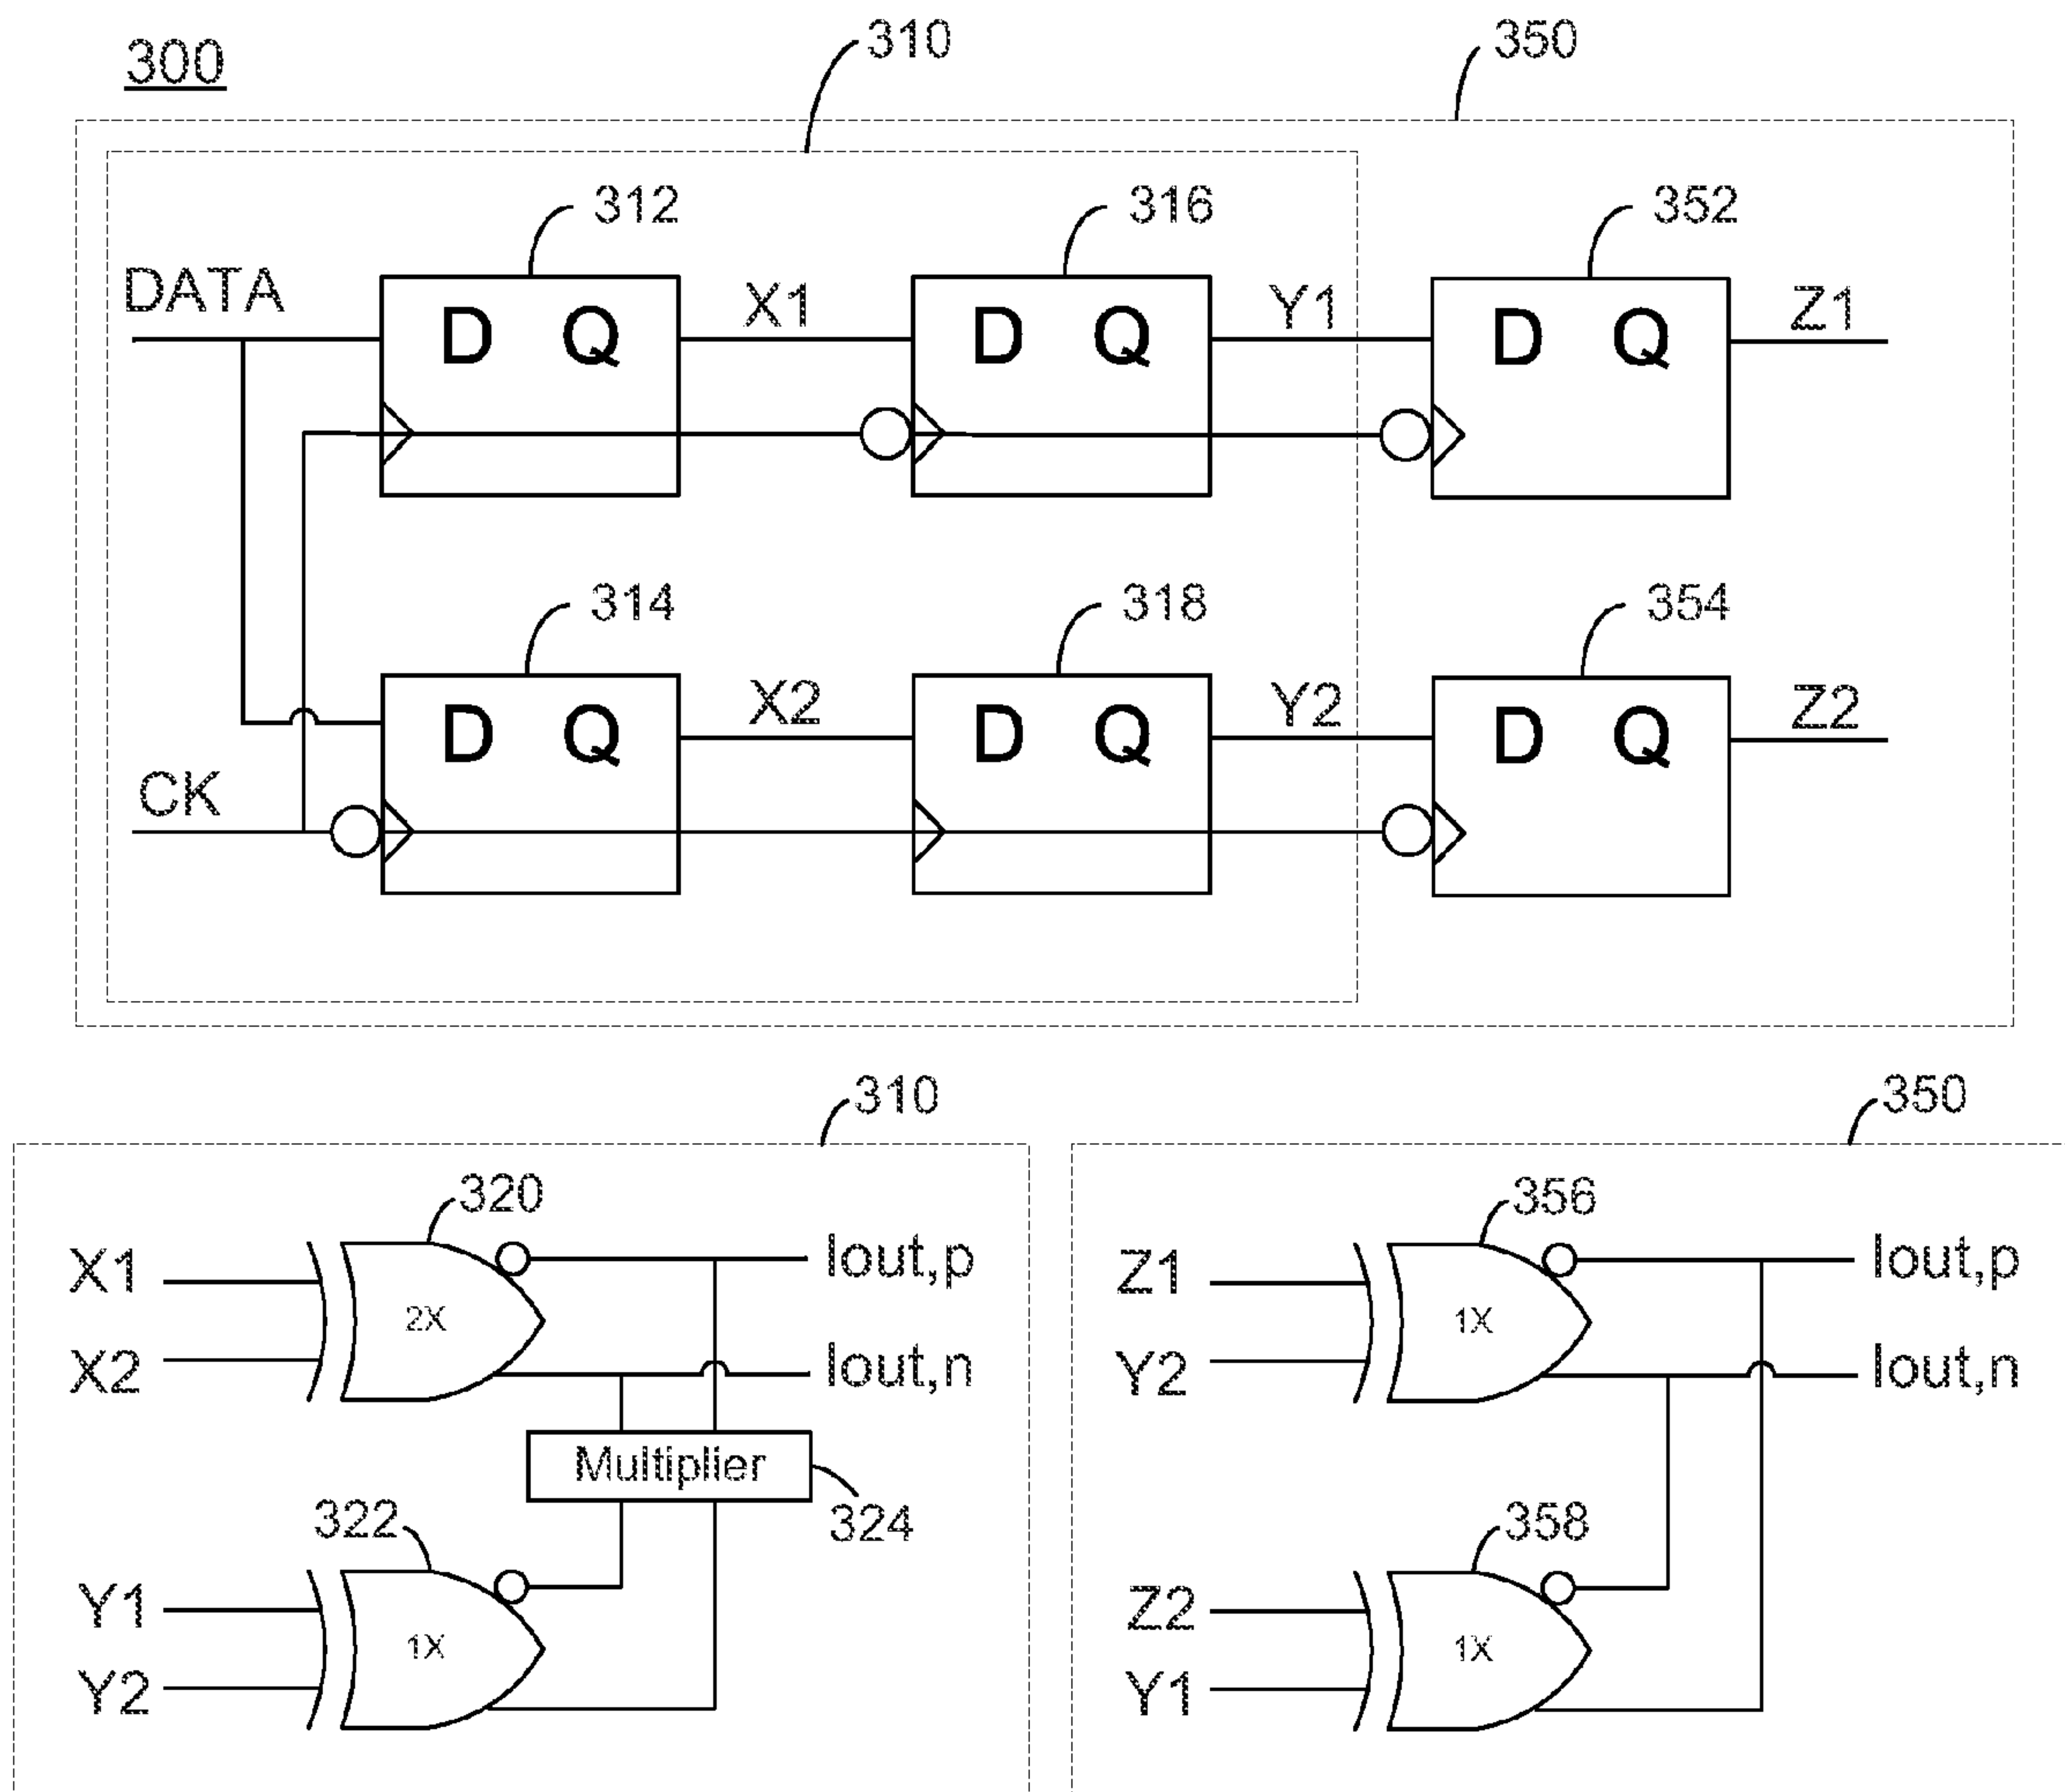 300
310
350
312
316
352
DATA
D Q
X1
D Q
Y1
D Q
Z1
314
318
354
D Q
X2
D Q
Y2
D Q
Z2
CK
310
350
320
X1
2X
X2
Iout,p
Iout,n
Multiplier
324
322
Y1
1X
Y2
356
Z1
1X
Y2
Iout,p
Iout,n
358
Z2
1X
Y1